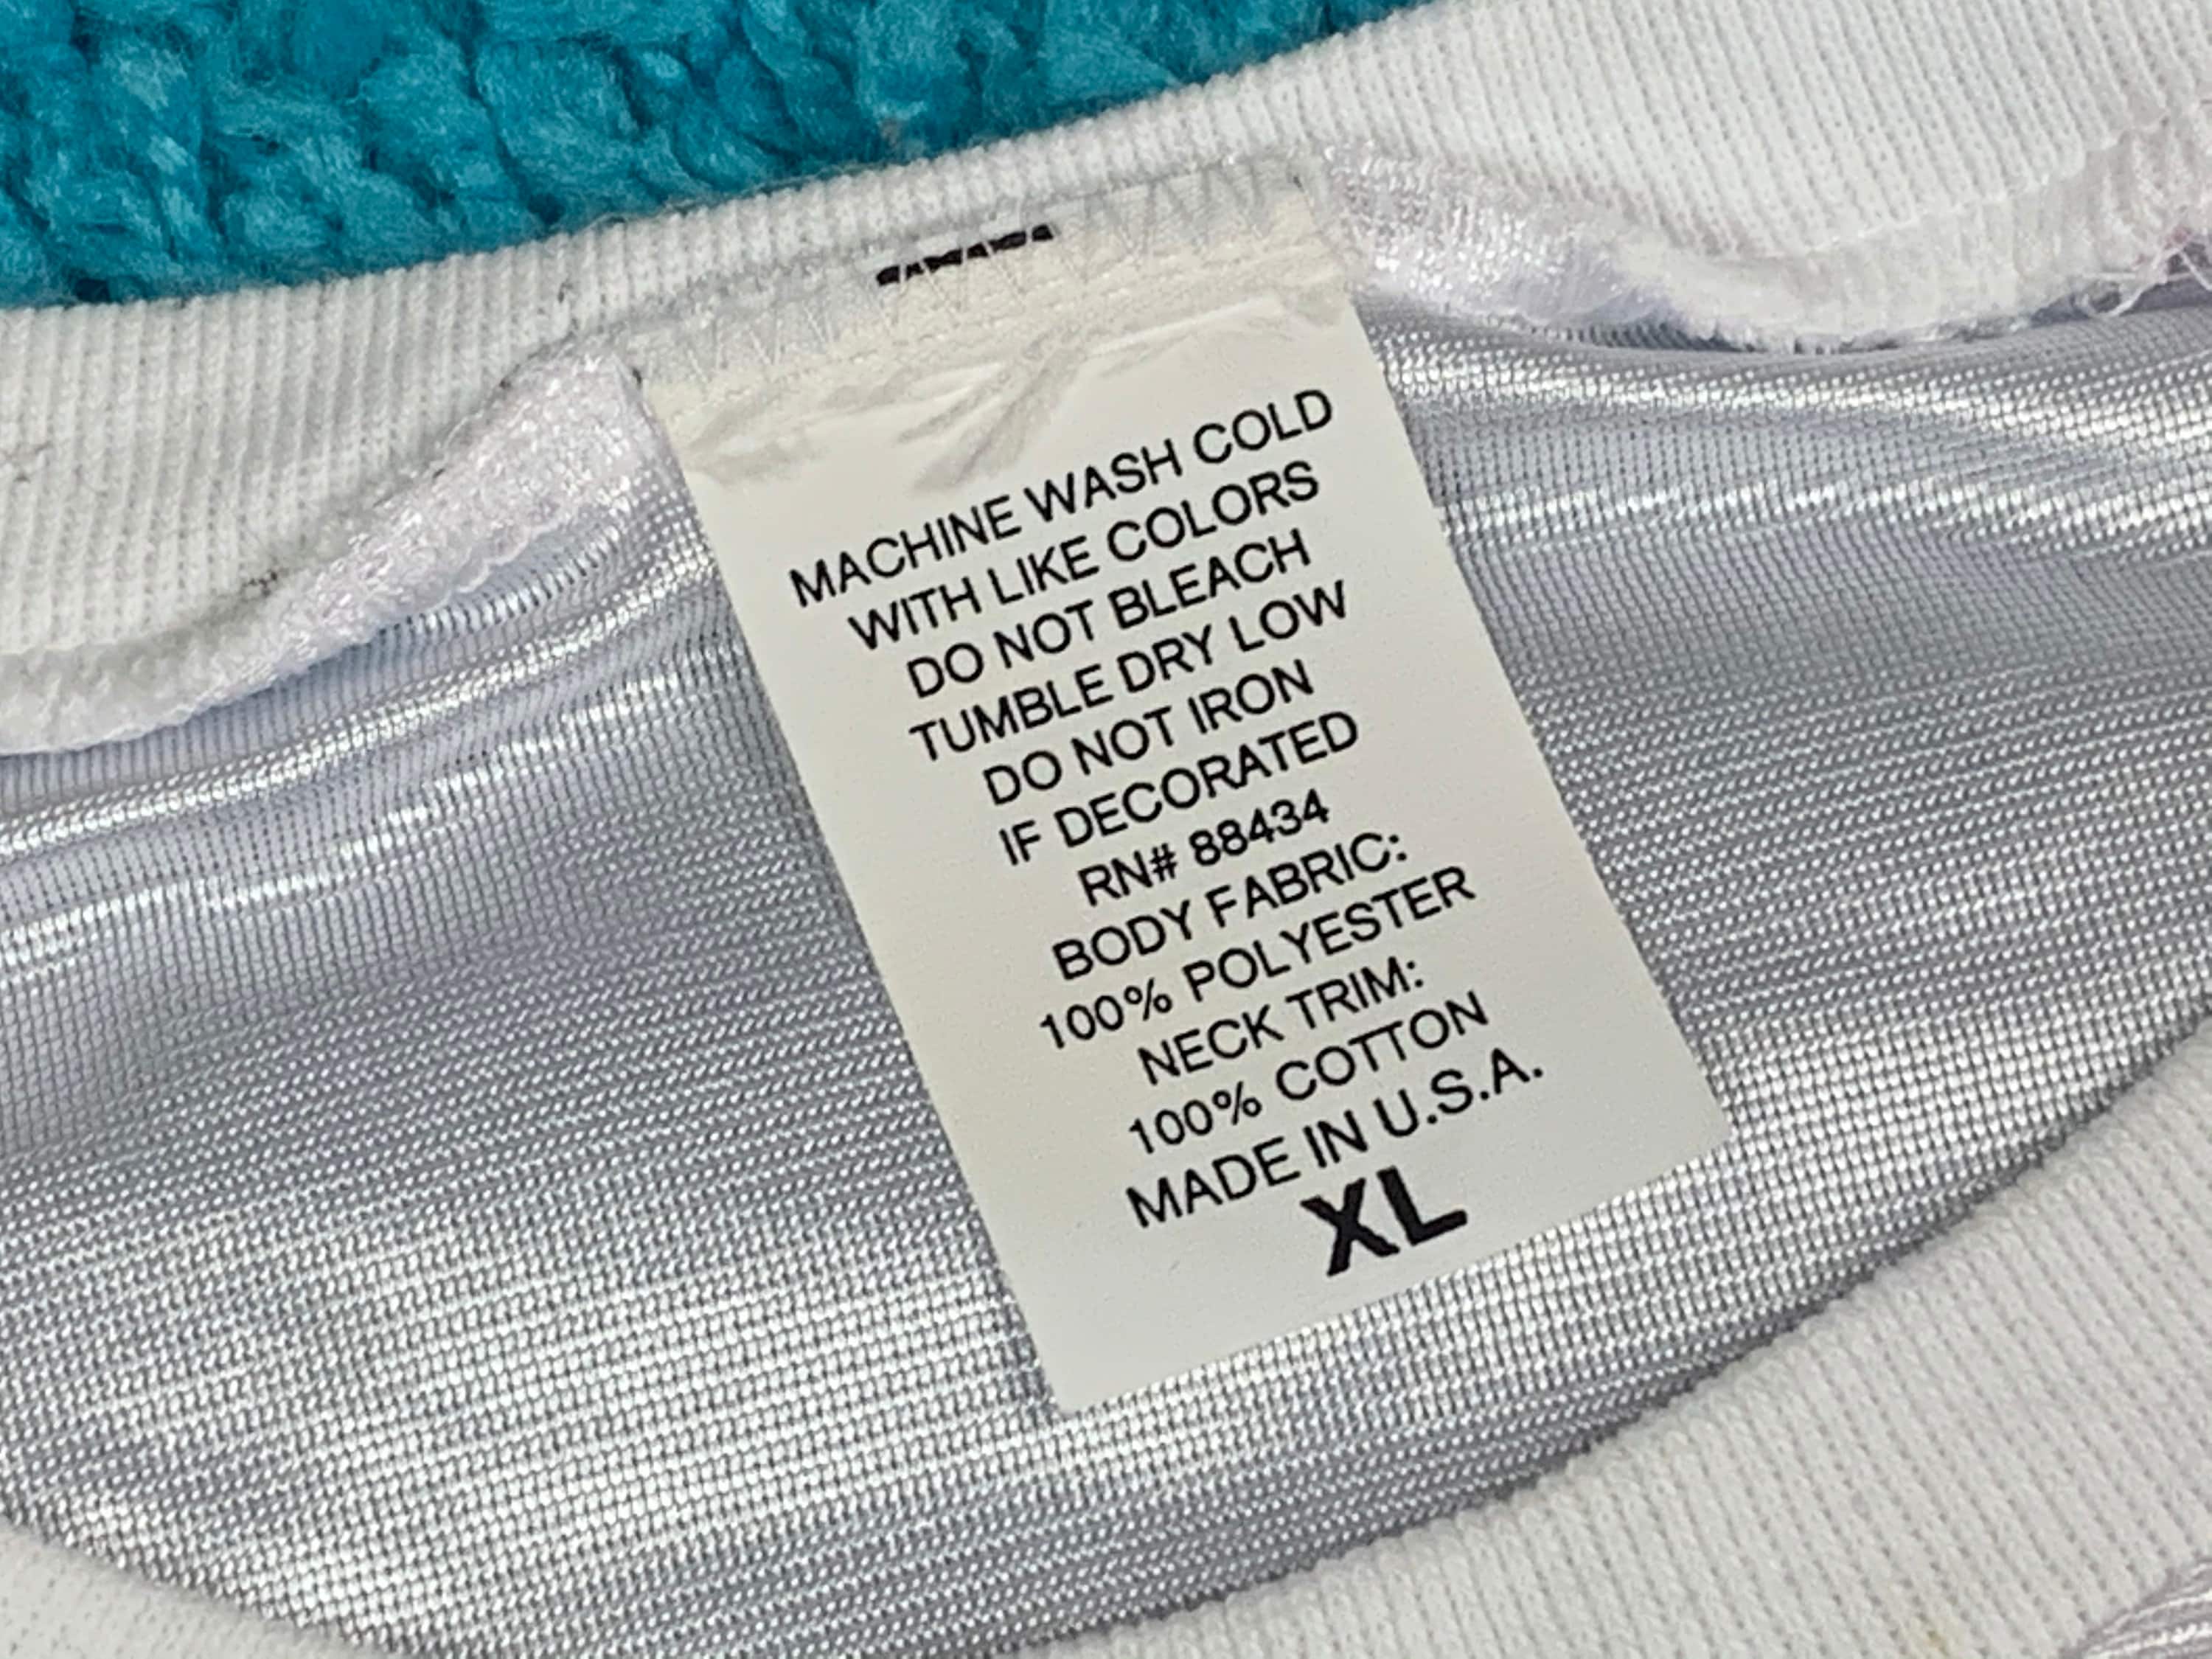 MACHINE WASH COLD
WITH LIKE COLORS
DO NOT BLEACH
TUMBLE DRY LOW
DO NOT IRON
IF DECORATED
RN# 88434
BODY FABRIC:
100% POLYESTER
NECK TRIM:
100% COTTON
MADE IN U.S.A.
XL